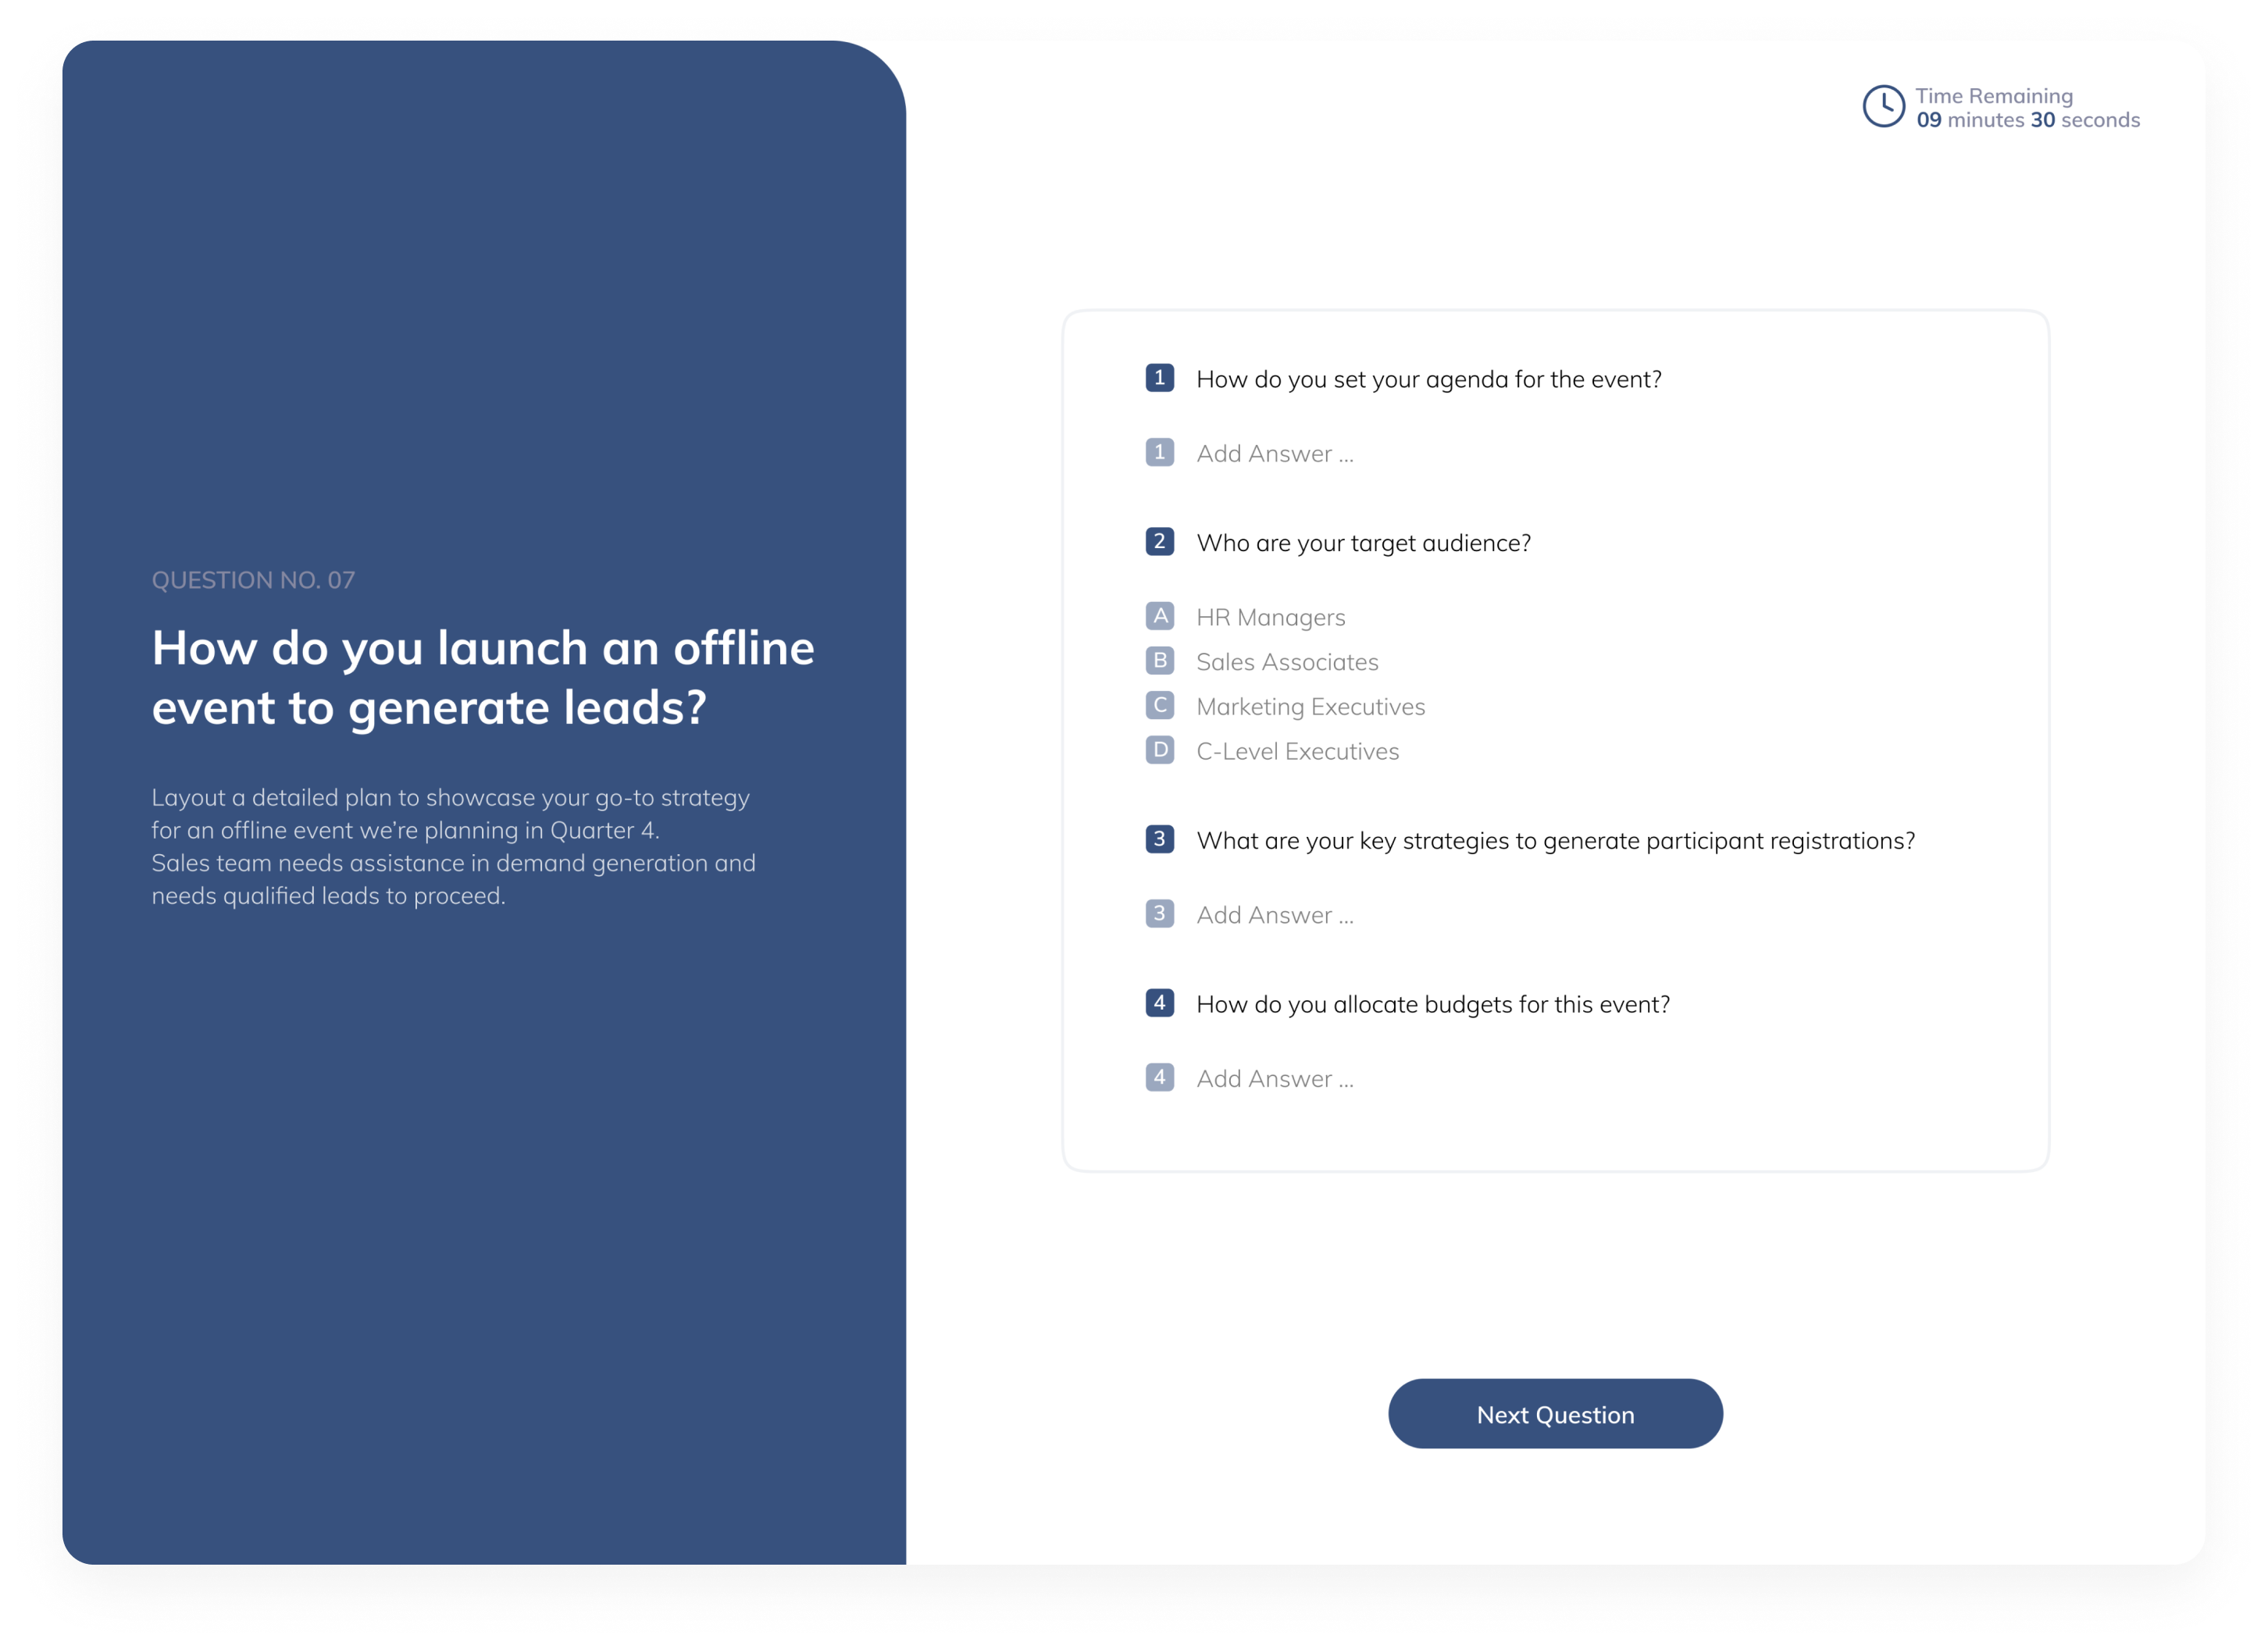 Time Remaining
09 minutes 30 seconds
QUESTION NO. 07
How do you launch an offline
event to generate leads?
Layout a detailed plan to showcase your go-to strategy
for an offline event we’re planning in Quarter 4.
Sales team needs assistance in demand generation and
needs qualified leads to proceed.
1 How do you set your agenda for the event?
1 Add Answer ...
2 Who are your target audience?
A HR Managers
B Sales Associates
C Marketing Executives
D C-Level Executives
3 What are your key strategies to generate participant registrations?
3 Add Answer ...
4 How do you allocate budgets for this event?
4 Add Answer ...
Next Question